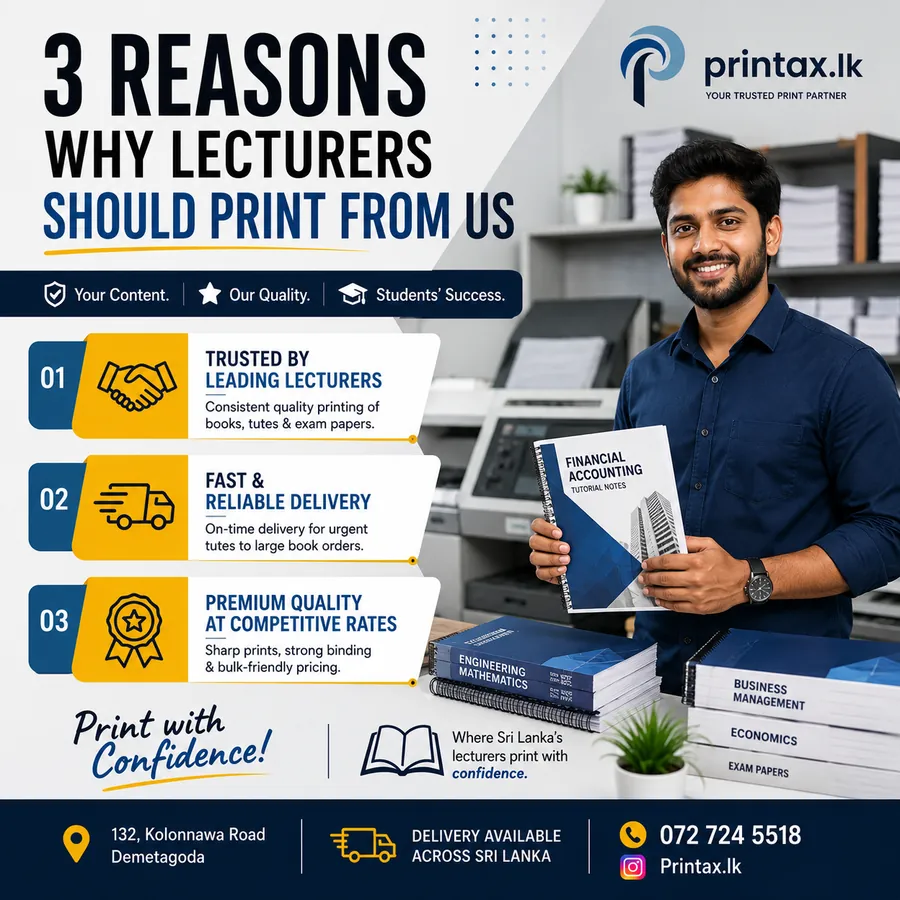 3 REASONS
WHY LECTURERS
SHOULD PRINT FROM US
printax.lk
YOUR TRUSTED PRINT PARTNER
Your Content.
Our Quality.
Students' Success.
01
TRUSTED BY
LEADING LECTURERS
Consistent quality printing of
books, tutes & exam papers.
02
FAST &
RELIABLE DELIVERY
On-time delivery for urgent
tutes to large book orders.
03
PREMIUM QUALITY
AT COMPETITIVE RATES
Sharp prints, strong binding
& bulk-friendly pricing.
FINANCIAL
ACCOUNTING
TUTORIAL NOTES
ENGINEERING
MATHEMATICS
BUSINESS
MANAGEMENT
ECONOMICS
EXAM PAPERS
Print with
Confidence!
Where Sri Lanka's
lecturers print with
confidence.
132, Kolonnawa Road
Demetagoda
DELIVERY AVAILABLE
ACROSS SRI LANKA
072 724 5518
Printax.lk